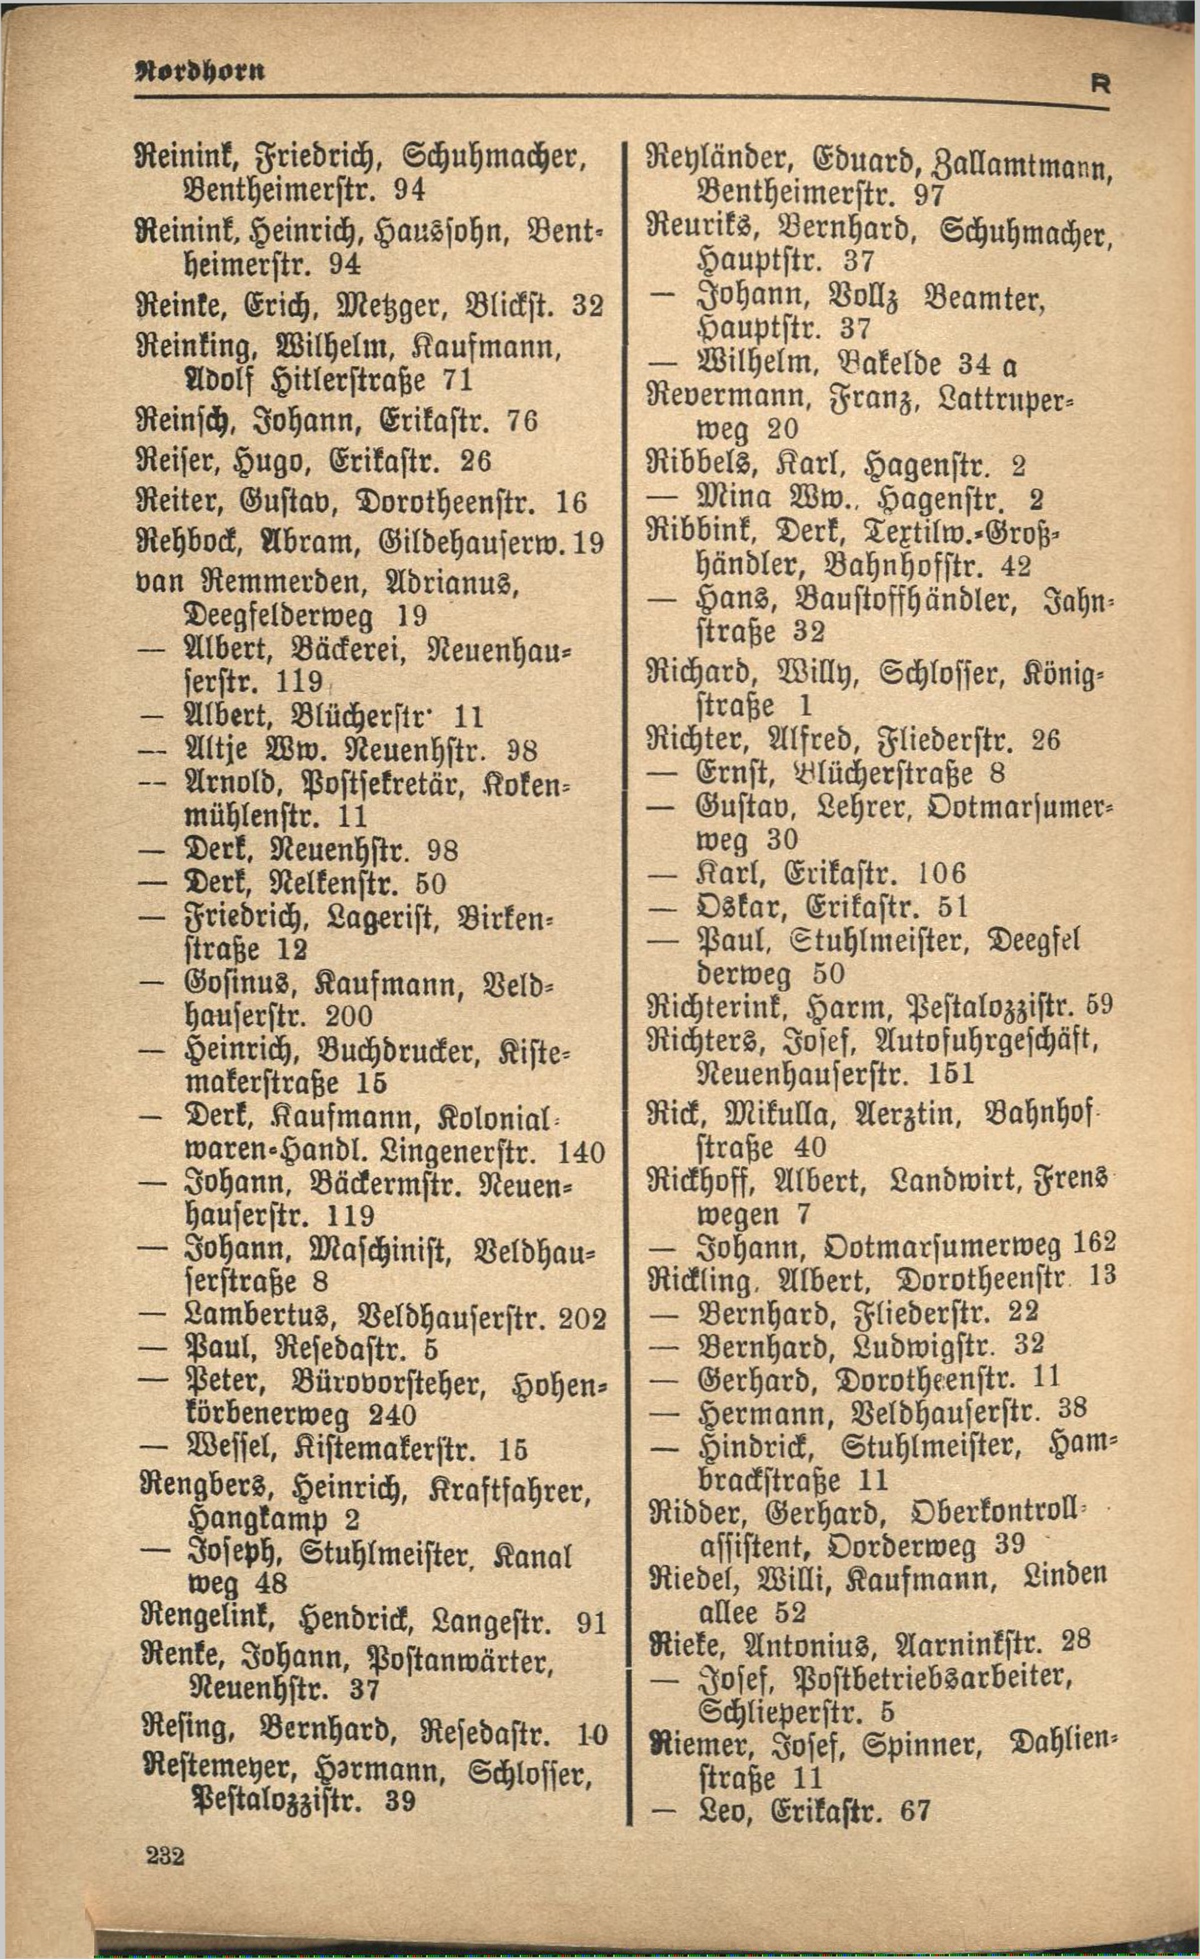 Nordhorn
R
Reinink, Friedrich, Schuhmacher,
Bentheimerstr. 94
Reinink, Heinrich, Haussohn, Bent-
heimerstr. 94
Reinke, Erich, Metzger, Blickst. 32
Reinking, Wilhelm, Kaufmann,
Adolf Hitlerstraße 71
Reinsch, Johann, Erikastr. 76
Reiser, Hugo, Erikastr. 26
Reiter, Gustav, Dorotheenstr. 16
Rehbock, Abram, Gildehauserw. 19
van Remmerden, Adrianus,
Deegfelderweg 19
— Albert, Bäckerei, Neuenhau-
serstr. 119
— Albert, Blücherstr· 11
— Altje Ww. Neuenhstr. 98
— Arnold, Postsekretär, Koken-
mühlenstr. 11
— Derk, Neuenhstr. 98
— Derk, Nelkenstr. 50
— Friedrich, Lagerist, Birken-
straße 12
— Gosinus, Kaufmann, Veld-
hauserstr. 200
— Heinrich, Buchdrucker, Kiste-
makerstraße 15
— Derk, Kaufmann, Kolonial-
waren-Handl. Lingenerstr. 140
— Johann, Bäckermstr. Neuen-
hauserstr. 119
— Johann, Maschinist, Veldhau-
serstraße 8
— Lambertus, Veldhauserstr. 202
— Paul, Resedastr. 5
— Peter, Bürovorsteher, Hohen-
körbenerweg 240
— Wessel, Kistemakerstr. 15
Rengbers, Heinrich, Kraftfahrer,
Hangkamp 2
— Joseph, Stuhlmeister, Kanal
weg 48
Rengelink, Hendrick, Langestr. 91
Renke, Johann, Postanwärter,
Neuenhstr. 37
Resing, Bernhard, Resedastr. 10
Restemeyer, Hermann, Schlosser,
Pestalozzistr. 39
232
Reyländer, Eduard, Zallamtmann,
Bentheimerstr. 97
Reuriks, Bernhard, Schuhmacher,
Hauptstr. 37
— Johann, Vollz Beamter,
Hauptstr. 37
— Wilhelm, Bakelde 34 a
Revermann, Franz, Lattruper-
weg 20
Ribbels, Karl, Hagenstr. 2
— Mina Ww., Hagenstr. 2
Ribbink, Derk, Textilw.-Groß-
händler, Bahnhofstr. 42
— Hans, Baustoffhändler, Jahn-
straße 32
Richard, Willy, Schlosser, König-
straße 1
Richter, Alfred, Fliederstr. 26
— Ernst, Blücherstraße 8
— Gustav, Lehrer, Ootmarsumer-
weg 30
— Karl, Erikastr. 106
— Oskar, Erikastr. 51
— Paul, Stuhlmeister, Deegfel
derweg 50
Richterink, Harm, Pestalozzistr. 59
Richters, Josef, Autofuhrgeschäft,
Neuenhauserstr. 151
Rick, Mikulla, Aerztin, Bahnhof-
straße 40
Rickhoff, Albert, Landwirt, Frens
wegen 7
— Johann, Ootmarsumerweg 162
Rickling, Albert, Dorotheenstr. 13
— Bernhard, Fliederstr. 22
— Bernhard, Ludwigstr. 32
— Gerhard, Dorotheenstr. 11
— Hermann, Veldhauserstr. 38
— Hindrick, Stuhlmeister, Ham-
brackstraße 11
Ridder, Gerhard, Oberkontroll-
assistent, Oorderweg 39
Riedel, Willi, Kaufmann, Linden
allee 52
Rieke, Antonius, Aarninkstr. 28
— Josef, Postbetriebsarbeiter,
Schlieperstr. 5
Riemer, Josef, Spinner, Dahlien-
straße 11
— Leo, Erikastr. 67